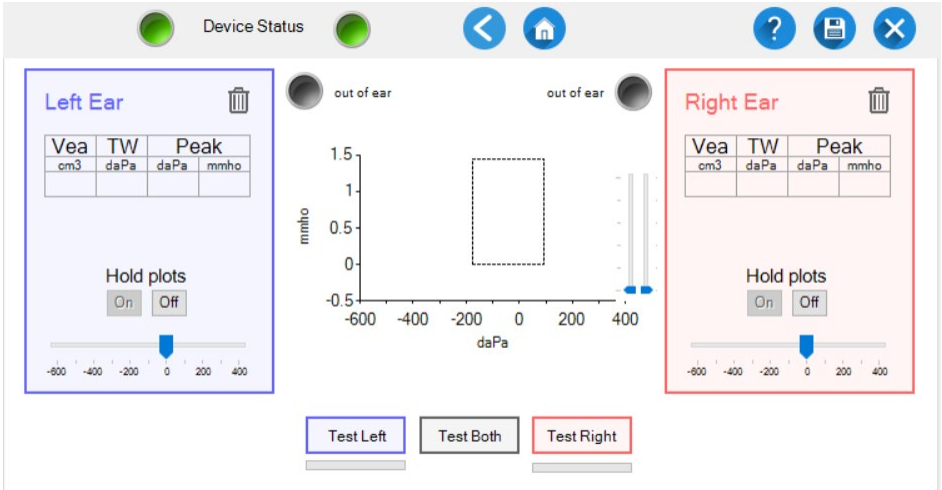 Device Status
?
Left Ear
Vea TW Peak
cm3 daPa daPa mmho
Hold plots
On Off
-600 -400 -200 0 200 400
out of ear
out of ear
mmho
1.5
1
0.5
0
-0.5
-600 -400 -200 0 200 400
daPa
Right Ear
Vea TW Peak
cm3 daPa daPa mmho
Hold plots
On Off
-600 -400 -200 0 200 400
Test Left
Test Both
Test Right